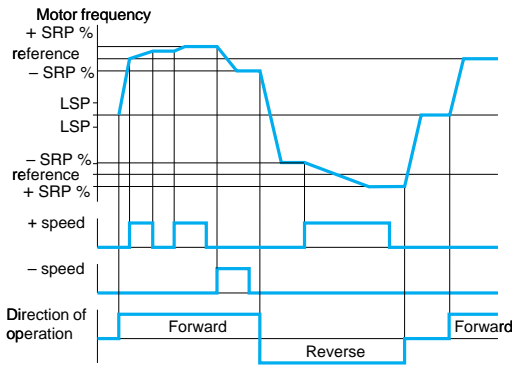 Motor frequency
+ SRP %
reference
– SRP %
LSP
LSP
– SRP %
reference
+ SRP %
+ speed
– speed
Direction of
operation
Forward
Forward
Reverse